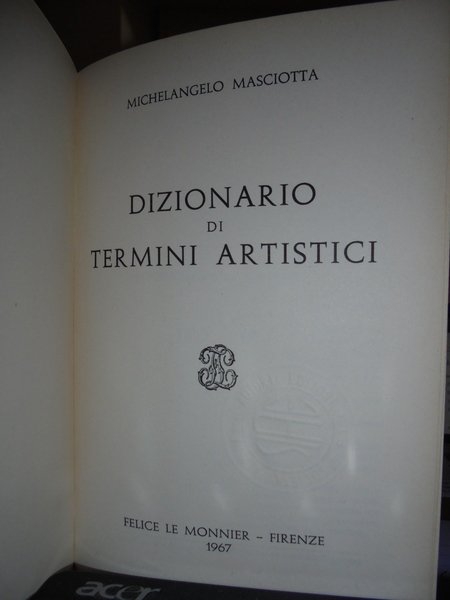 MICHELANGELO MASCIOTTA
DIZIONARIO
DI
TERMINI ARTISTICI
FELICE LE MONNIER – FIRENZE
1967
acer